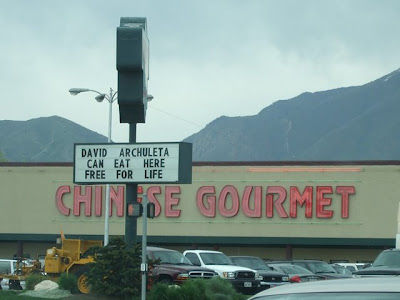 DAVID ARCHULETA
CAN EAT HERE
FREE FOR LIFE
CHINESE GOURMET